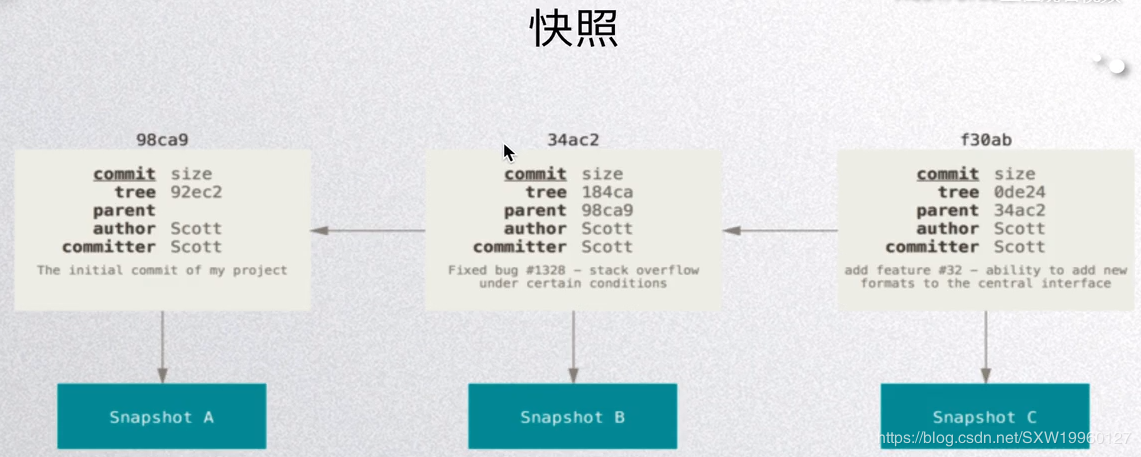 快照
98ca9
commit size
tree 92ec2
parent
author Scott
committer Scott
The initial commit of my project
34ac2
commit size
tree 184ca
parent 98ca9
author Scott
committer Scott
Fixed bug #1328 – stack overflow
under certain conditions
f30ab
commit size
tree 0de24
parent 34ac2
author Scott
committer Scott
add feature #32 – ability to add new
formats to the central interface
Snapshot A
Snapshot B
Snapshot C
https://blog.csdn.net/SXW19960127